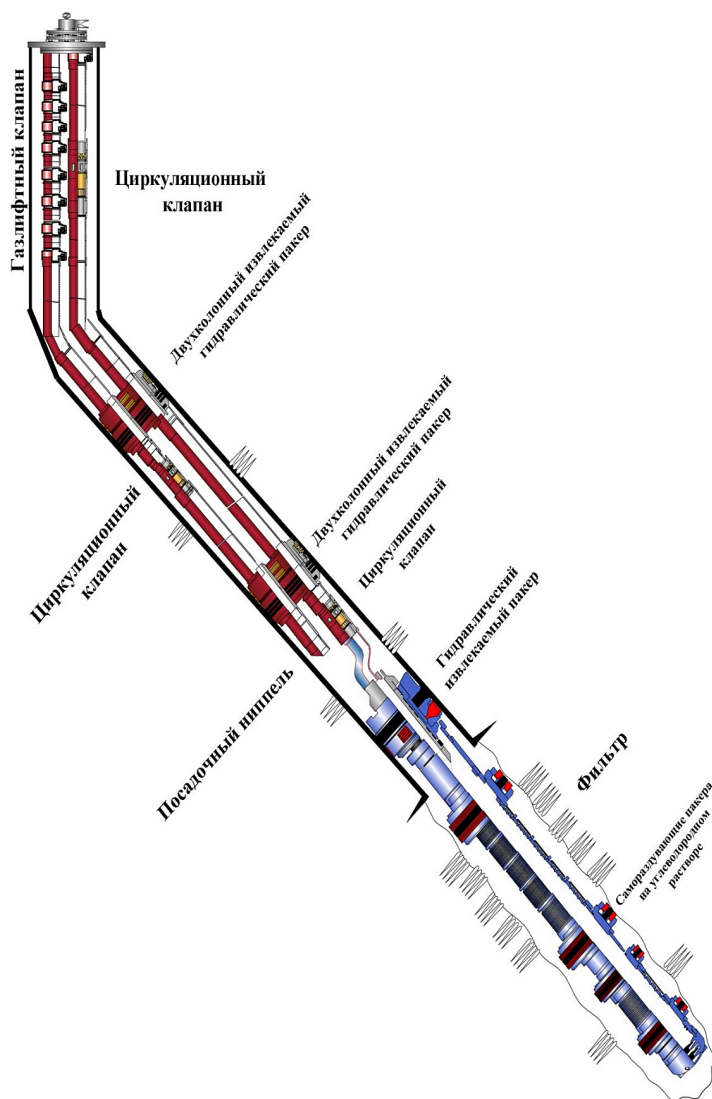 Газлифтный клапан
Циркуляционный
клапан
Двухколонный извлекаемый
гидравлический пакер
Двухколонный извлекаемый
гидравлический пакер
Циркуляционный
клапан
Циркуляционный
клапан
Гидравлический
извлекаемый пакер
Посадочный ниппель
Фильтр
Самораздувающие пакера
на углеводородном
растворе